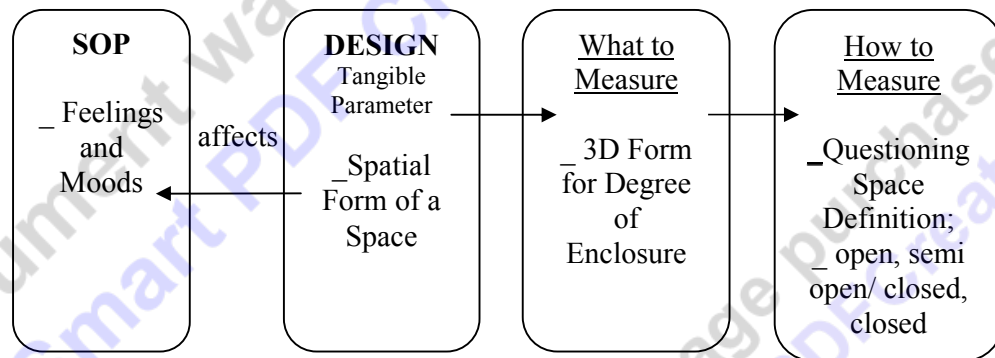 SOP
_ Feelings
and
Moods
affects
DESIGN
Tangible
Parameter
_Spatial
Form of a
Space
What to
Measure
_ 3D Form
for Degree
of
Enclosure
How to
Measure
_Questioning
Space
Definition;
_ open, semi
open/ closed,
closed